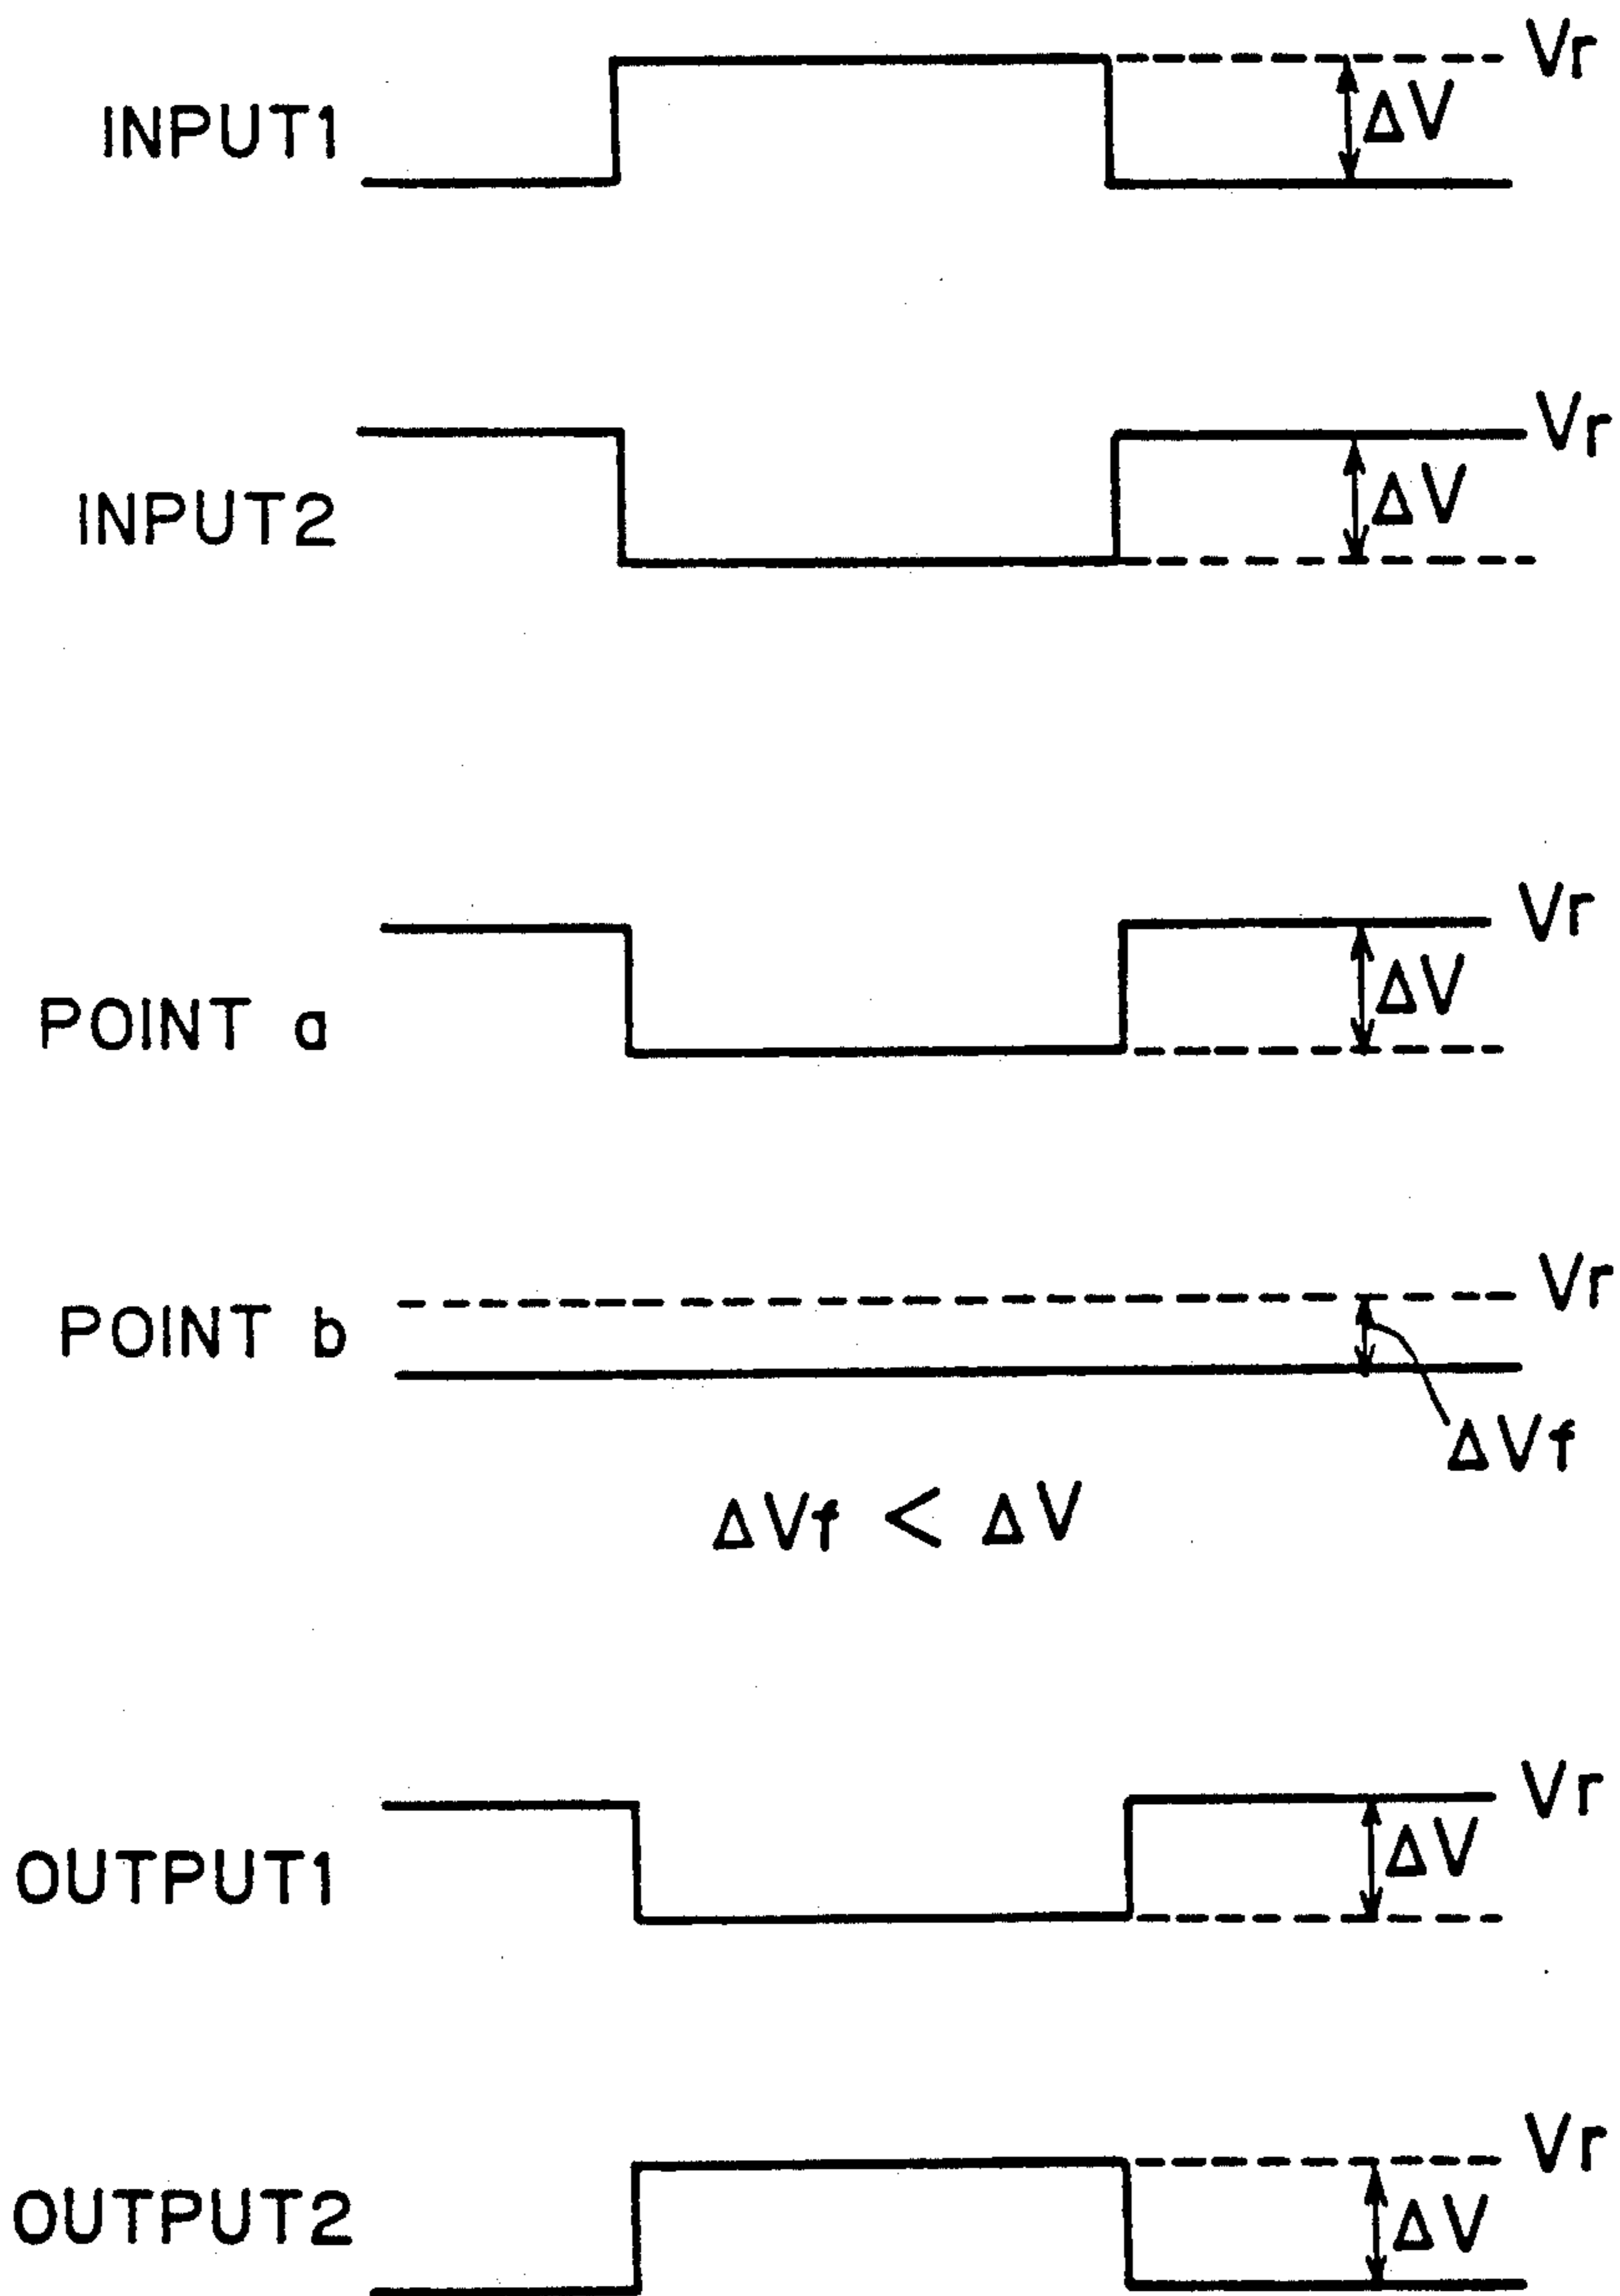 Vr
INPUT1
ΔV
Vr
INPUT2
ΔV
Vr
POINT a
ΔV
Vr
POINT b
ΔVf
ΔVf < ΔV
Vr
OUTPUT1
ΔV
Vr
OUTPUT2
ΔV